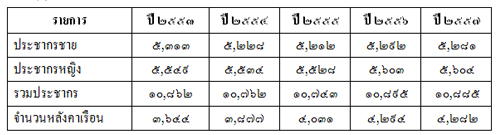 รายการ ปี ๒๕๕๓ ปี ๒๕๕๔ ปี ๒๕๕๕ ปี ๒๕๕๖ ปี ๒๕๕๗
ประชากรชาย ๕,๓๑๓ ๕,๒๒๘ ๕,๒๑๒ ๕,๒๙๒ ๕,๒๘๑
ประชากรหญิง ๕,๕๔๙ ๕,๕๓๔ ๕,๕๒๘ ๕,๖๐๓ ๕,๖๐๔
รวมประชากร ๑๐,๘๖๒ ๑๐,๗๖๒ ๑๐,๗๔๓ ๑๐,๘๙๕ ๑๐,๘๘๕
จำนวนหลังคาเรือน ๓,๖๔๔ ๓,๘๗๗ ๔,๐๓๑ ๔,๒๙๔ ๔,๒๘๒